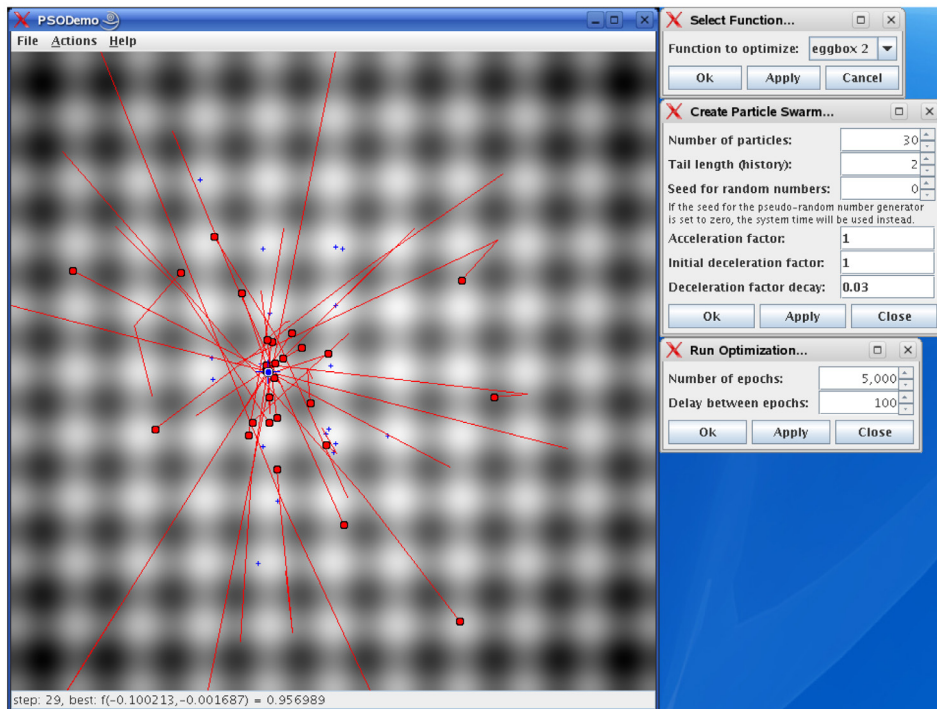 PSODemo
File Actions Help
step: 29, best: f(-0.100213,-0.001687) = 0.956989
Select Function...
Function to optimize: eggbox 2
Ok Apply Cancel
Create Particle Swarm...
Number of particles: 30
Tail length (history): 2
Seed for random numbers: 0
If the seed for the pseudo-random number generator
is set to zero, the system time will be used instead.
Acceleration factor: 1
Initial deceleration factor: 1
Deceleration factor decay: 0.03
Ok Apply Close
Run Optimization...
Number of epochs: 5,000
Delay between epochs: 100
Ok Apply Close